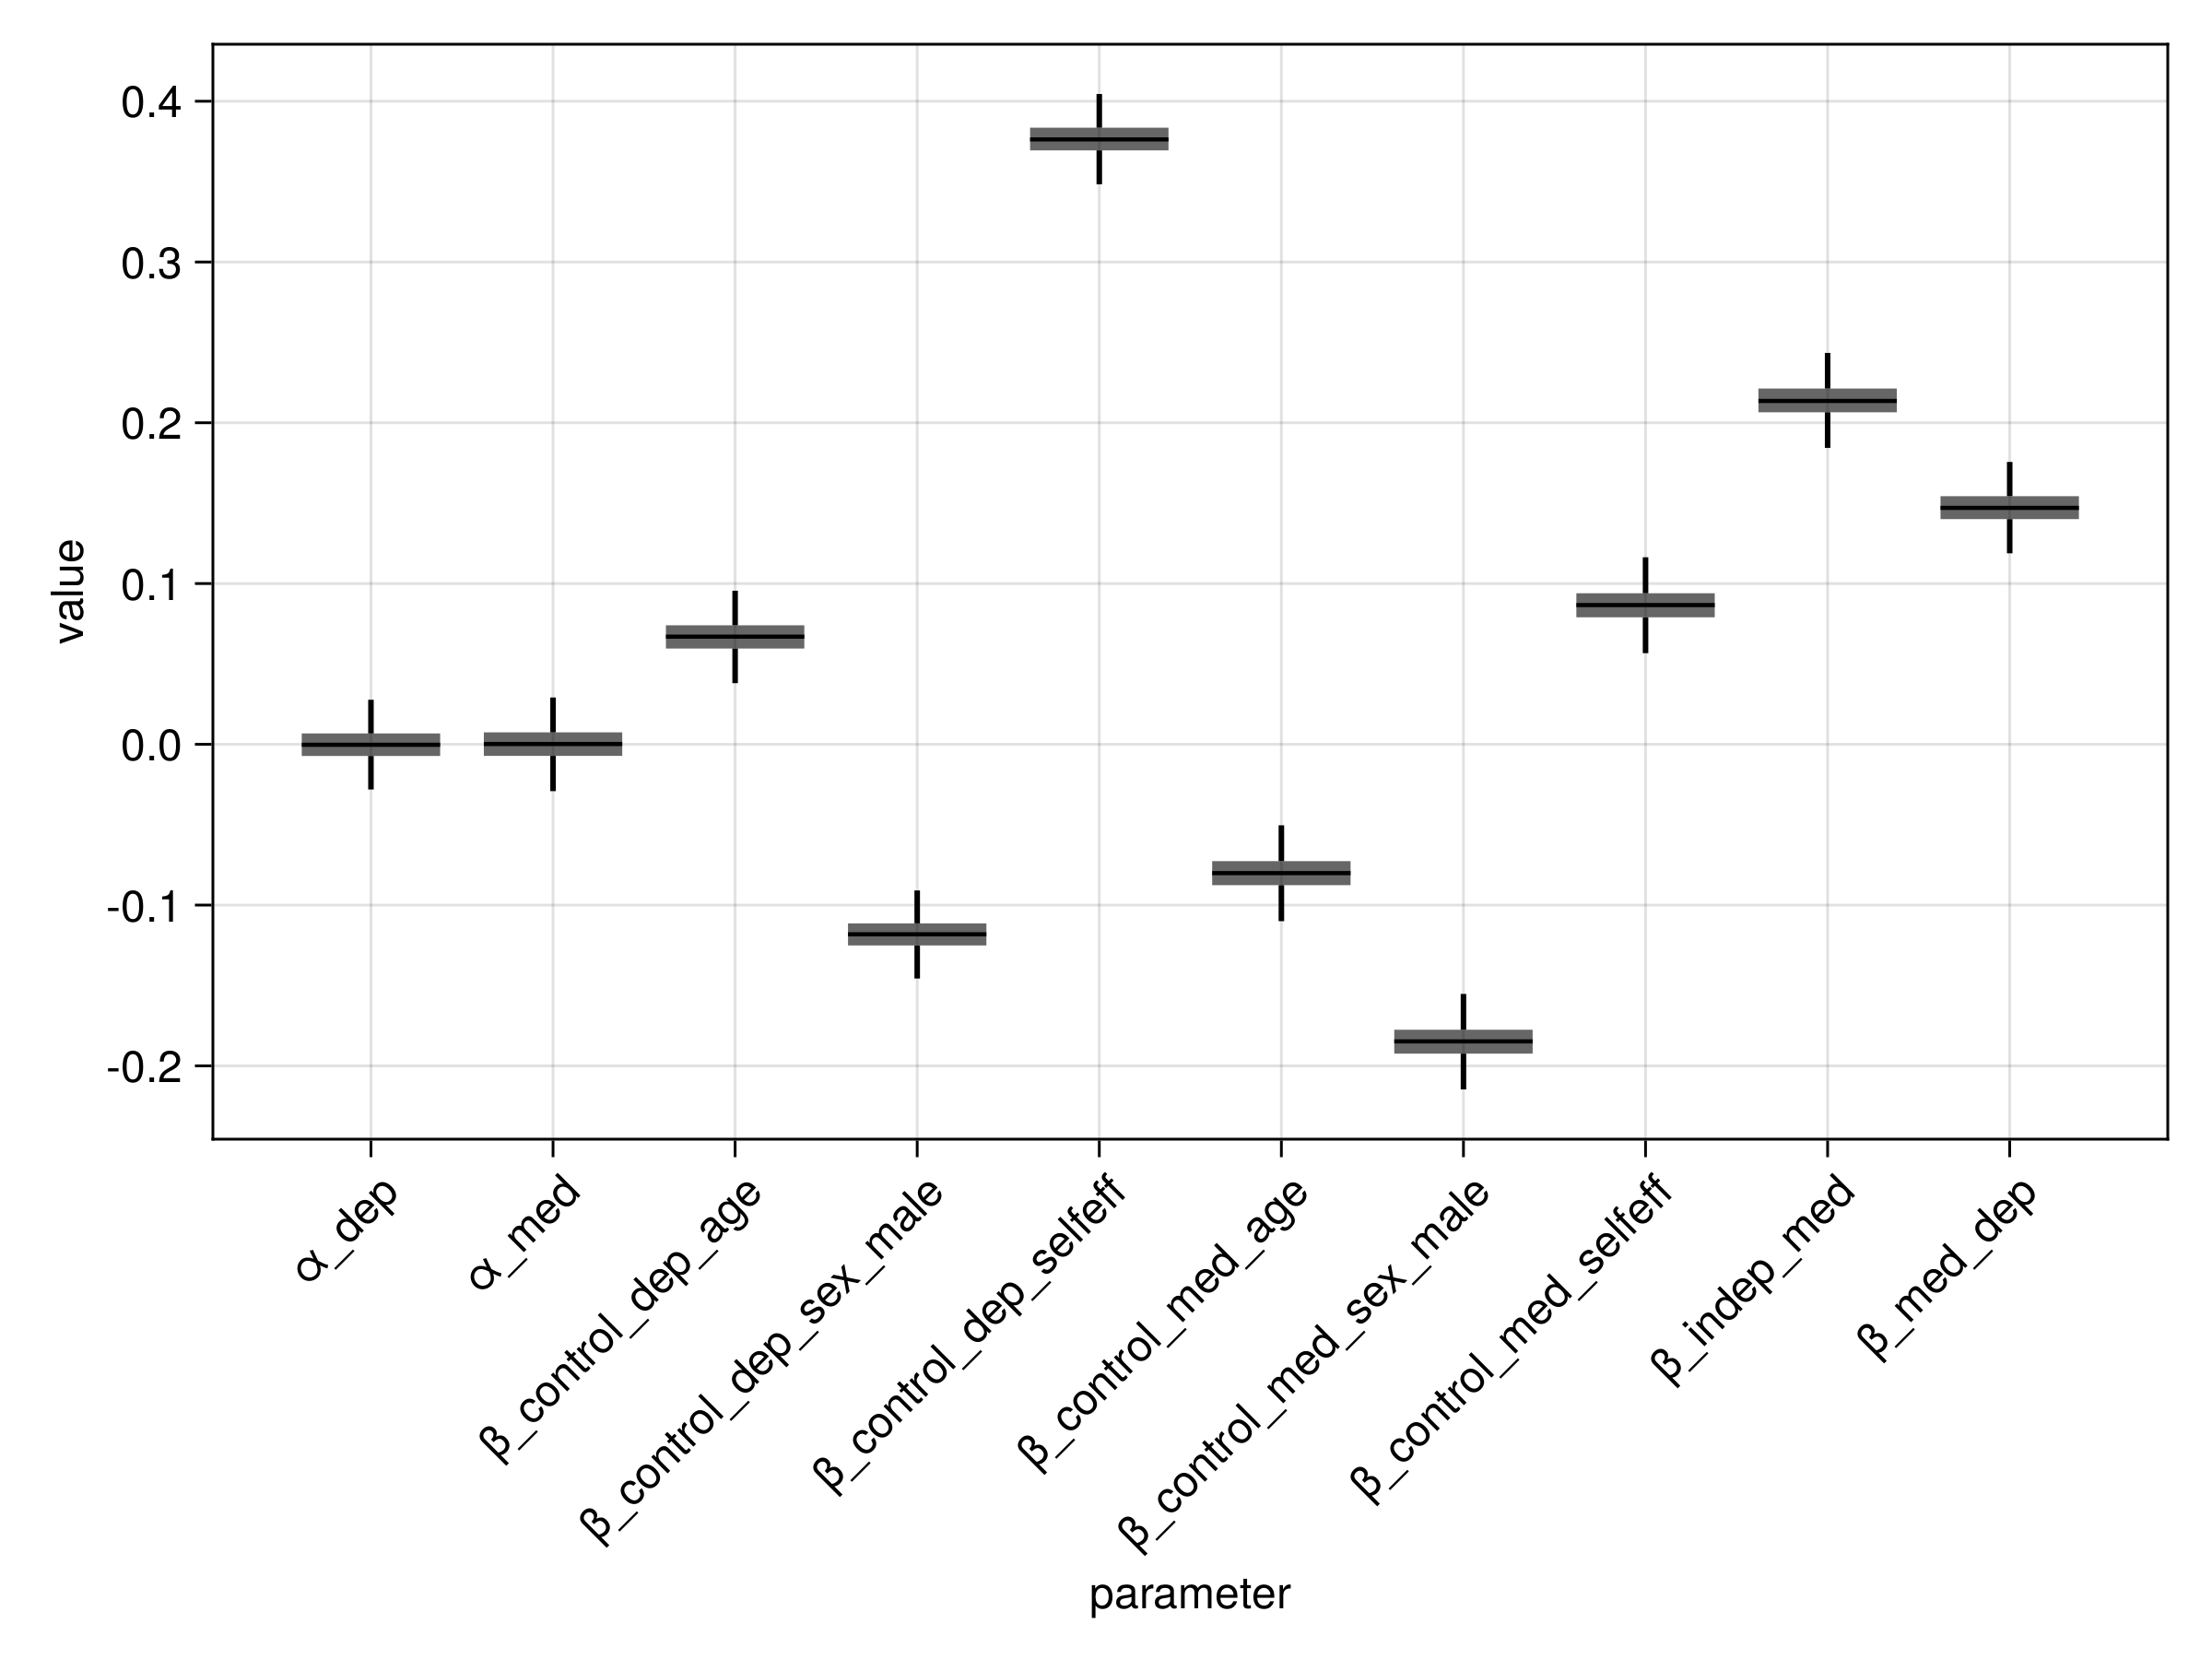 value
0.4
0.3
0.2
0.1
0.0
-0.1
-0.2
α_dep
α_med
β_control_dep_age
β_control_dep_sex_male
β_control_dep_selfeff
β_control_med_age
β_control_med_sex_male
β_control_med_selfeff
β_indep_med
β_med_dep
parameter